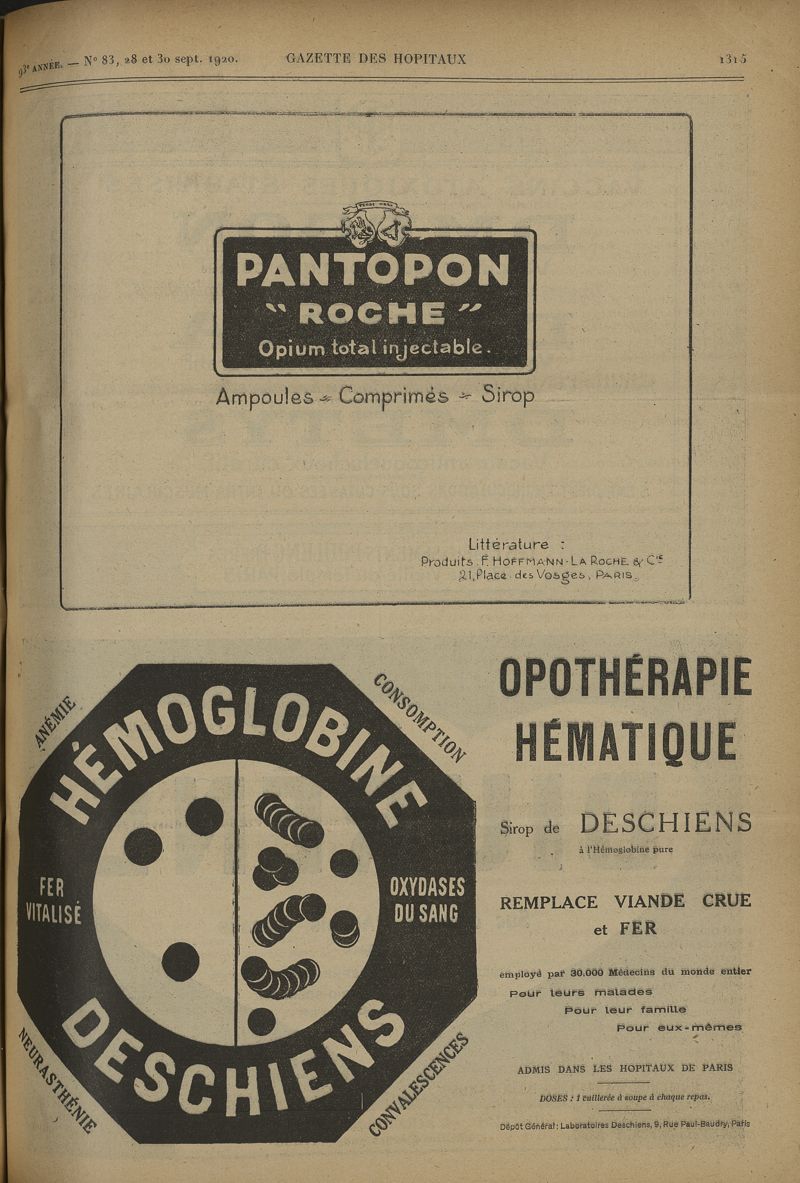 93e ANNÉE. — No 83, 28 et 30 sept. 1920. GAZETTE DES HOPITAUX 1315
PANTOPON
"ROCHE"
Opium total injectable.
Ampoules - Comprimés - Sirop
Littérature :
Produits F. HOFFMANN-LA ROCHE & Cie
21, Place des Vosges, PARIS.
ANÉMIE
CONSOMPTION
HÉMOGLOBINE
FER
VITALISÉ
OXYDASES
DU SANG
DESCHIENS
NEURASTHÉNIE
CONVALESCENCES
OPOTHÉRAPIE
HÉMATIQUE
Sirop de DESCHIENS
à l'Hémoglobine pure
REMPLACE VIANDE CRUE
et FER
employé par 30.000 Médecins du monde entier
Pour leurs malades
Pour leur famille
Pour eux-mêmes
ADMIS DANS LES HOPITAUX DE PARIS
DOSES : 1 cuillerée à soupe à chaque repas.
Dépôt Général : Laboratoires Deschiens, 9, Rue Paul-Baudry, Paris